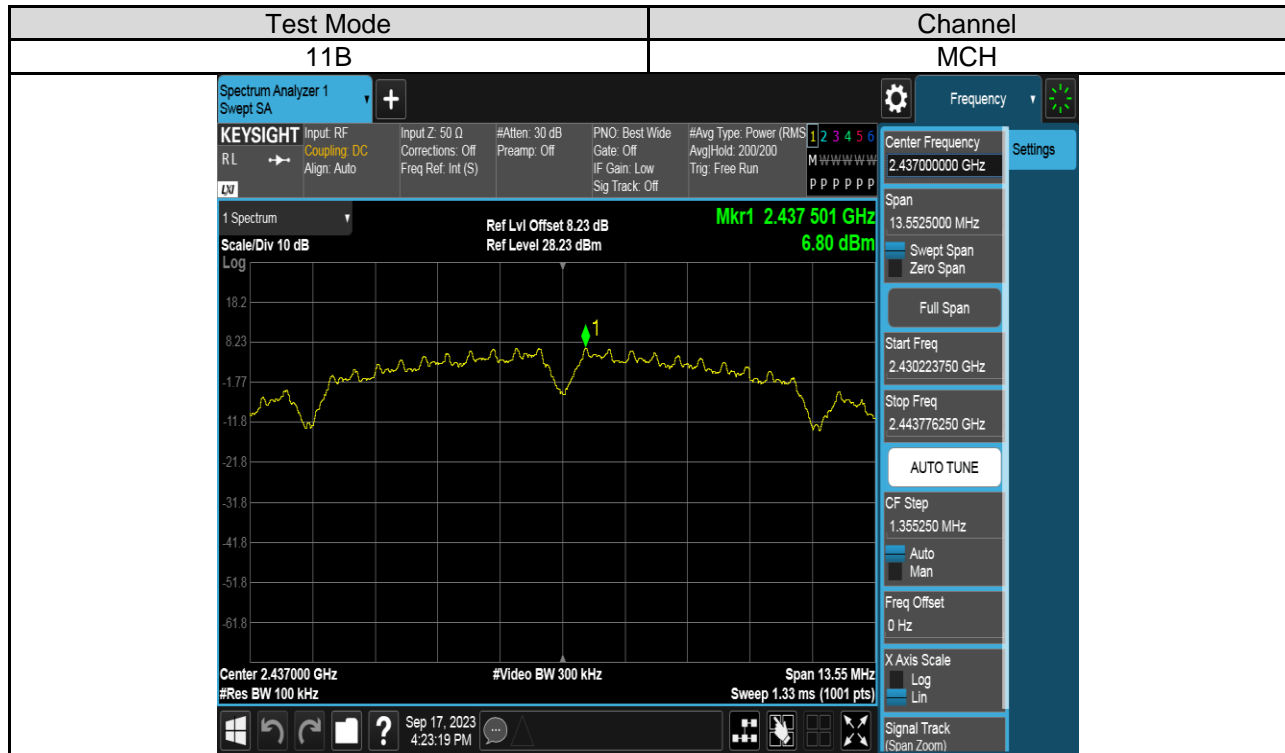 Test Mode
Channel
11B
MCH
Spectrum Analyzer 1
Swept SA
+
Frequency
KEYSIGHT
RL
LXI
Input: RF
Coupling: DC
Align: Auto
Input Z: 50 Ω
Corrections: Off
Freq Ref: Int (S)
#Atten: 30 dB
Preamp: Off
PNO: Best Wide
Gate: Off
IF Gain: Low
Sig Track: Off
#Avg Type: Power (RMS
Avg|Hold: 200/200
Trig: Free Run
1 2 3 4 5 6
M W W W W W
P P P P P P
1 Spectrum
Scale/Div 10 dB
Ref Lvl Offset 8.23 dB
Ref Level 28.23 dBm
Mkr1 2.437 501 GHz
6.80 dBm
Log
18.2
8.23
-1.77
-11.8
-21.8
-31.8
-41.8
-51.8
-61.8
1
Center 2.437000 GHz
#Res BW 100 kHz
#Video BW 300 kHz
Span 13.55 MHz
Sweep 1.33 ms (1001 pts)
Center Frequency
2.437000000 GHz
Settings
Span
13.5525000 MHz
Swept Span
Zero Span
Full Span
Start Freq
2.430223750 GHz
Stop Freq
2.443776250 GHz
AUTO TUNE
CF Step
1.355250 MHz
Auto
Man
Freq Offset
0 Hz
X Axis Scale
Log
Lin
Signal Track
(Span Zoom)
?
Sep 17, 2023
4:23:19 PM